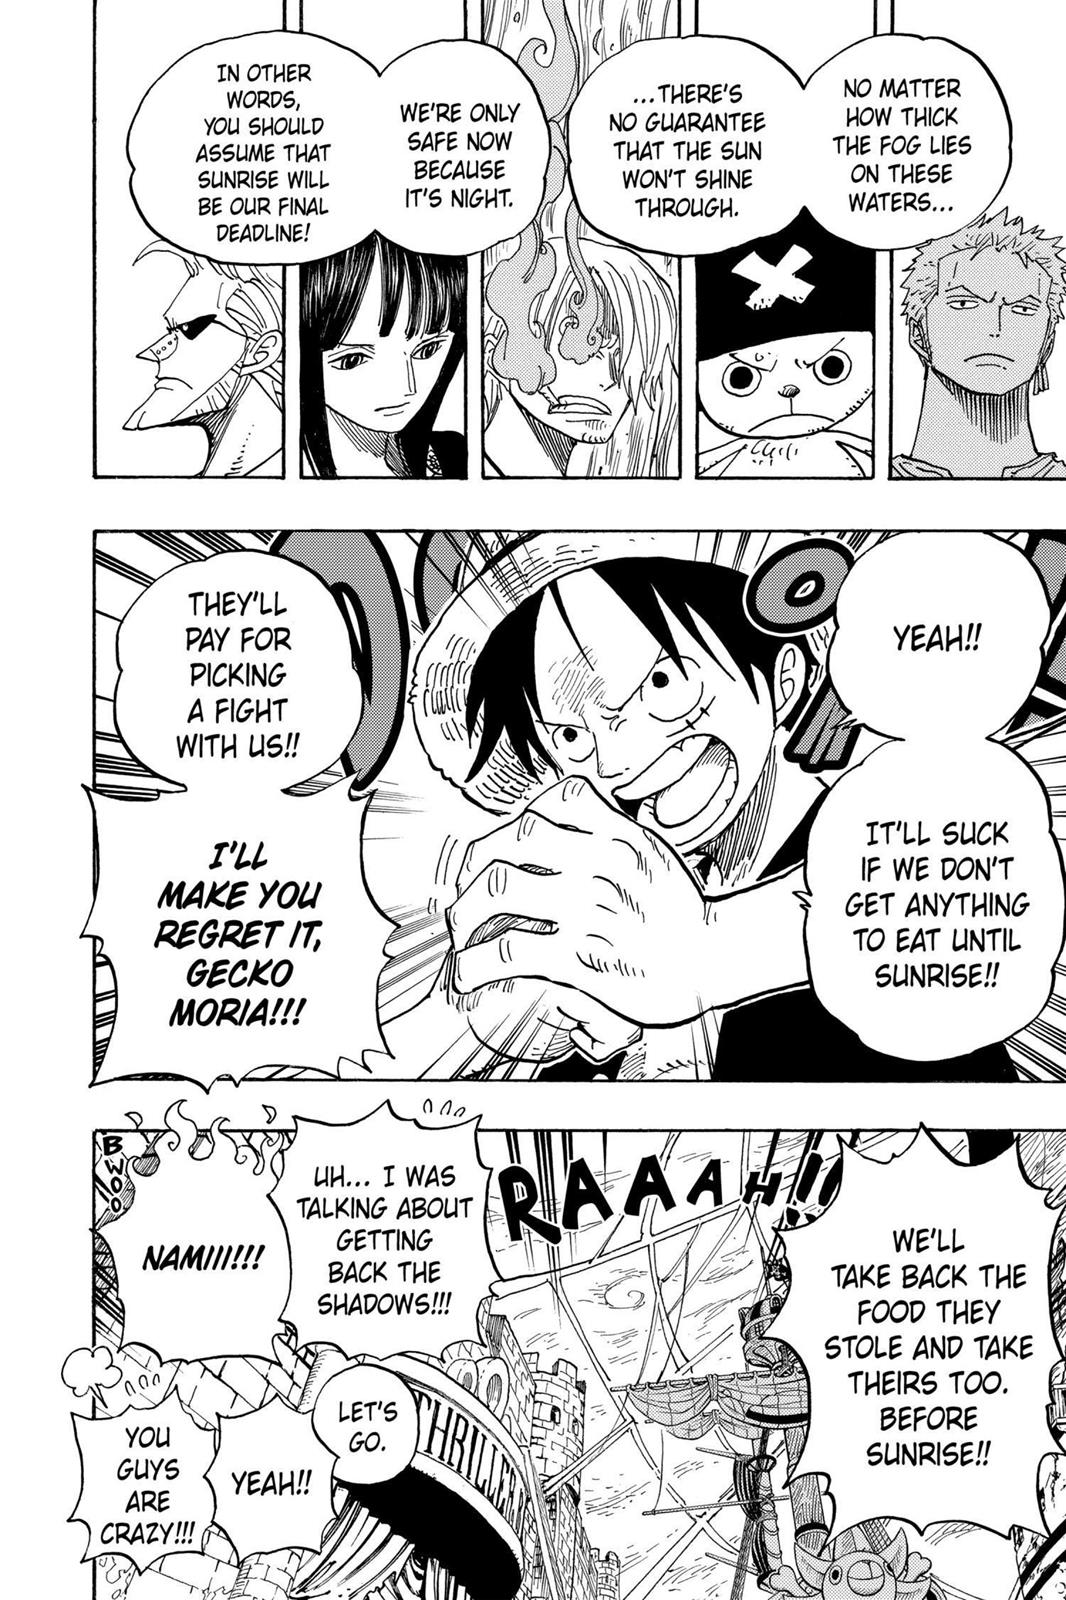 NO MATTER
HOW THICK
THE FOG LIES
ON THESE
WATERS...
...THERE'S
NO GUARANTEE
THAT THE SUN
WON'T SHINE
THROUGH.
WE'RE ONLY
SAFE NOW
BECAUSE
IT'S NIGHT.
IN OTHER
WORDS,
YOU SHOULD
ASSUME THAT
SUNRISE WILL
BE OUR FINAL
DEADLINE!
YEAH!!
IT'LL SUCK
IF WE DON'T
GET ANYTHING
TO EAT UNTIL
SUNRISE!!
THEY'LL
PAY FOR
PICKING
A FIGHT
WITH US!!
I'LL
MAKE YOU
REGRET IT,
GECKO
MORIA!!!
WE'LL
TAKE BACK THE
FOOD THEY
STOLE AND TAKE
THEIRS TOO.
BEFORE
SUNRISE!!
RAAAH!!
UH... I WAS
TALKING ABOUT
GETTING
BACK THE
SHADOWS!!!
BWOO
NAMIII!!!
LET'S
GO.
YEAH!!
YOU
GUYS
ARE
CRAZY!!!
THRILLER